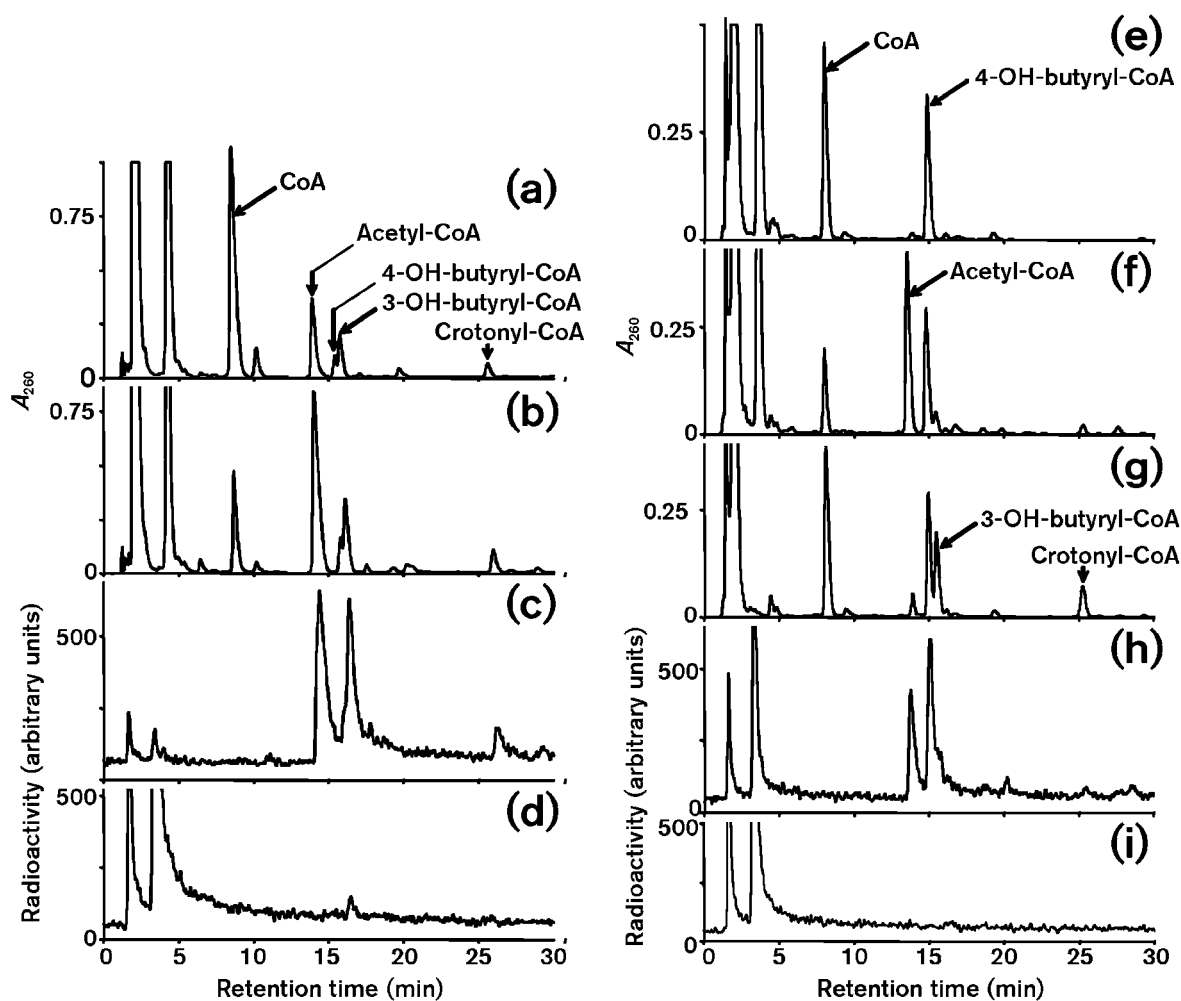 (a)
CoA
Acetyl-CoA
4-OH-butyryl-CoA
3-OH-butyryl-CoA
Crotonyl-CoA
0.75
0
(b)
0.75
0
A260
(c)
500
(d)
500
0
Radioactivity (arbitrary units)
0 5 10 15 20 25 30
Retention time (min)
(e)
CoA
4-OH-butyryl-CoA
0.25
0
(f)
Acetyl-CoA
0.25
0
A260
(g)
3-OH-butyryl-CoA
Crotonyl-CoA
0.25
0
(h)
500
0
(i)
500
0
Radioactivity (arbitrary units)
0 5 10 15 20 25 30
Retention time (min)